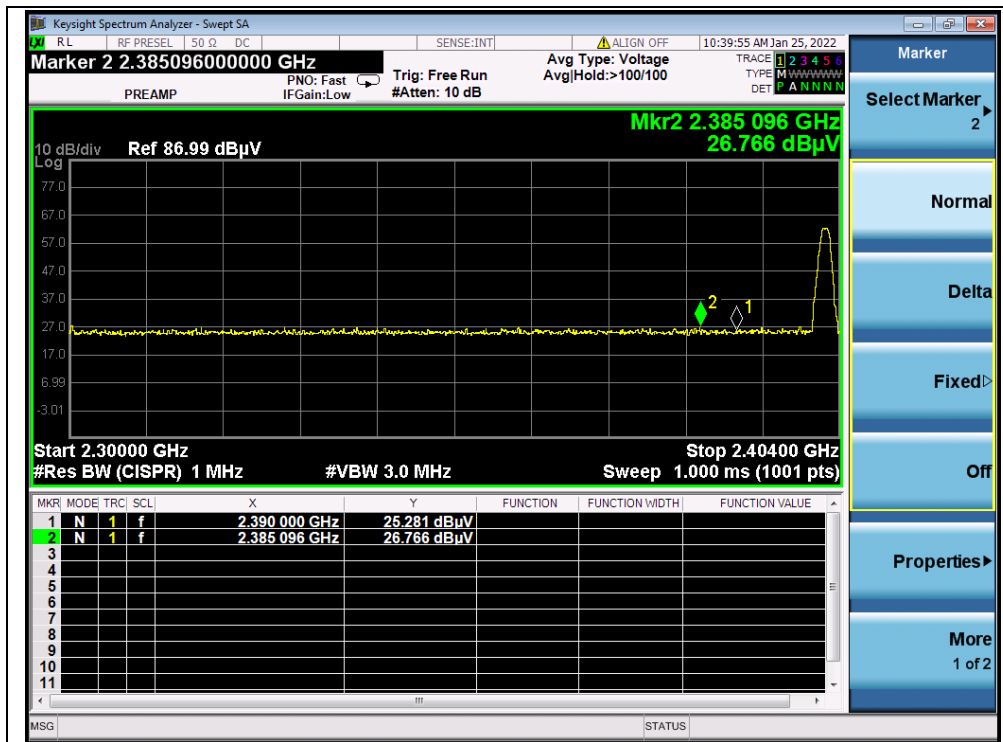 Keysight Spectrum Analyzer - Swept SA
LXI RL RF PRESEL 50 Ω DC SENSE:INT ALIGN OFF 10:39:55 AM Jan 25, 2022
Marker 2 2.385096000000 GHz
PREAMP
PNO: Fast
IFGain:Low
Trig: Free Run
#Atten: 10 dB
Avg Type: Voltage
Avg|Hold:>100/100
TRACE 1 2 3 4 5 6
TYPE M WWWWW
DET P A N N N N
Mkr2 2.385 096 GHz
26.766 dBµV
10 dB/div Ref 86.99 dBµV
Log
77.0
67.0
57.0
47.0
37.0
27.0
17.0
6.99
-3.01
2
1
Start 2.30000 GHz Stop 2.40400 GHz
#Res BW (CISPR) 1 MHz #VBW 3.0 MHz Sweep 1.000 ms (1001 pts)
MKR MODE TRC SCL X Y FUNCTION FUNCTION WIDTH FUNCTION VALUE
1 N 1 f 2.390 000 GHz 25.281 dBµV
2 N 1 f 2.385 096 GHz 26.766 dBµV
3
4
5
6
7
8
9
10
11
MSG STATUS
Marker
Select Marker
2
Normal
Delta
Fixed
Off
Properties
More
1 of 2